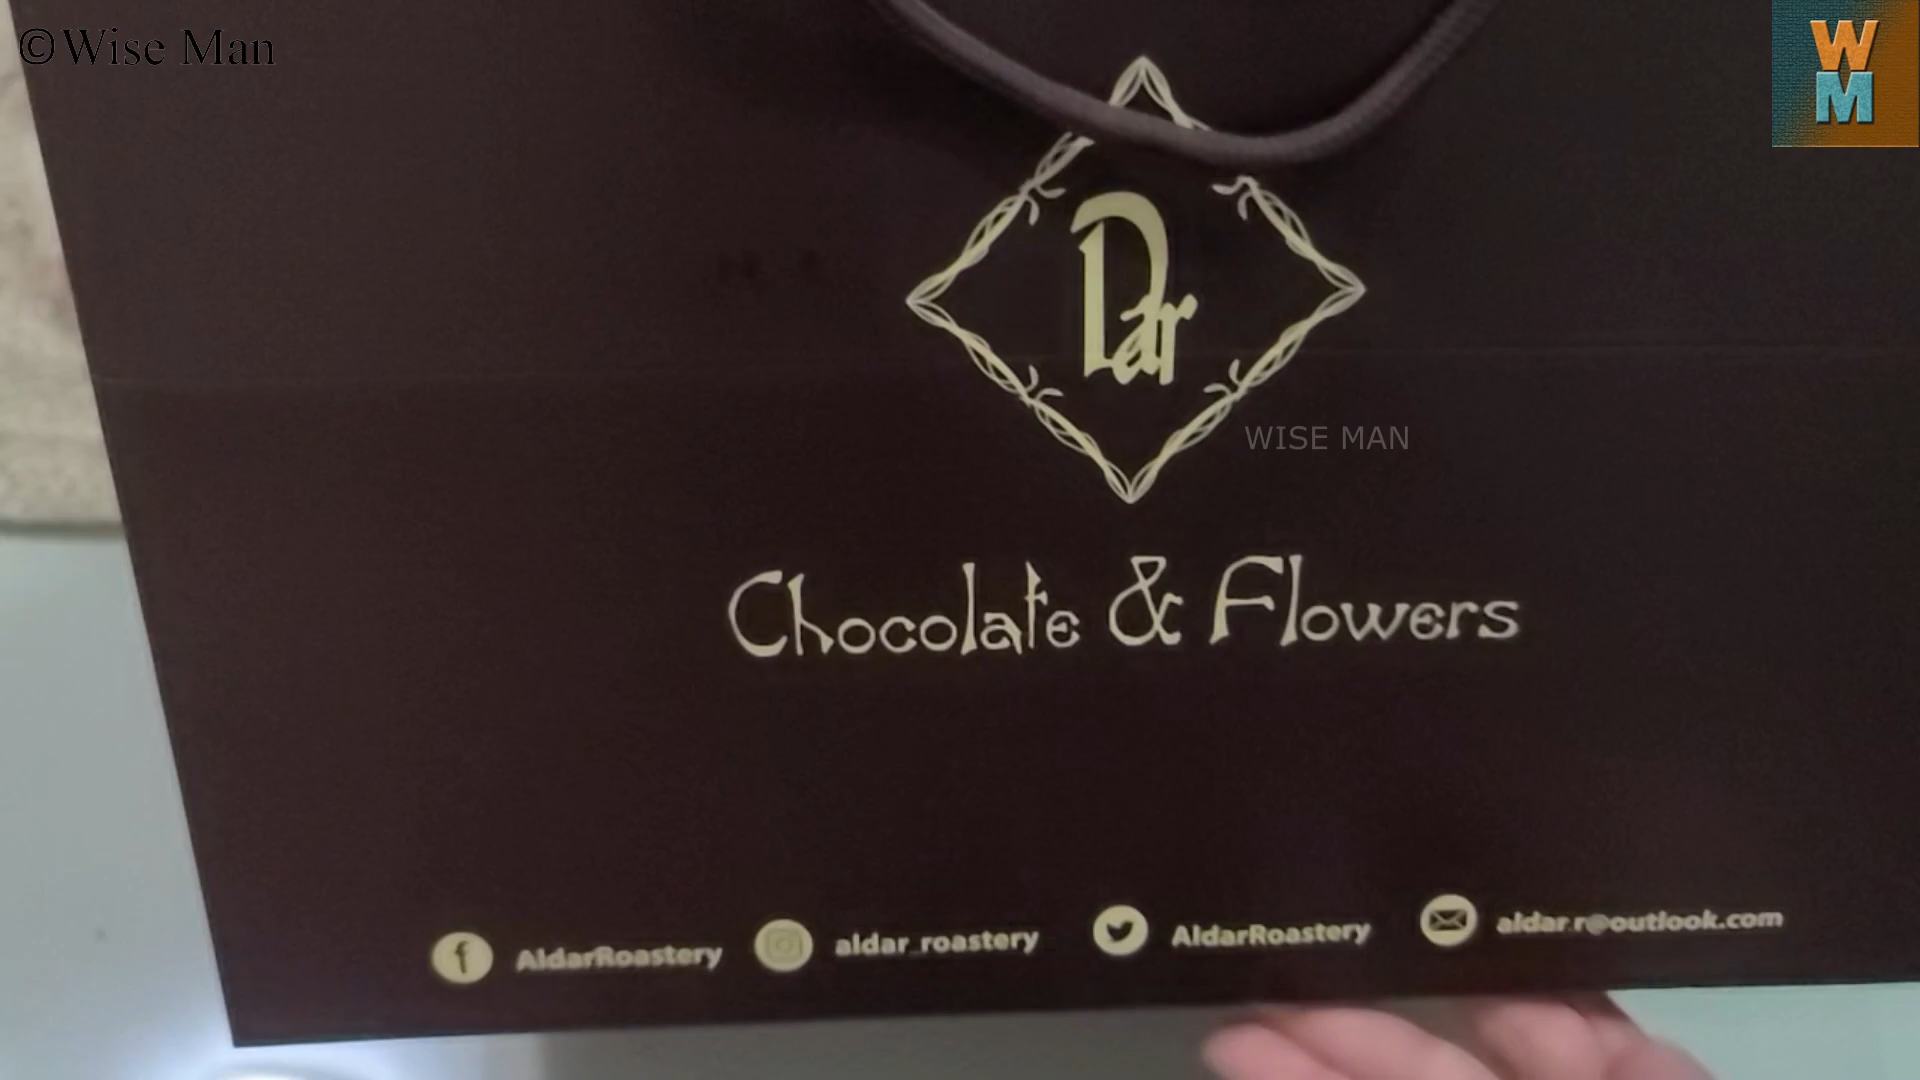 ©Wise Man
WM
Dar
WISE MAN
Chocolate & Flowers
AldarRoastery aldar_roastery AldarRoastery aldar.r@outlook.com